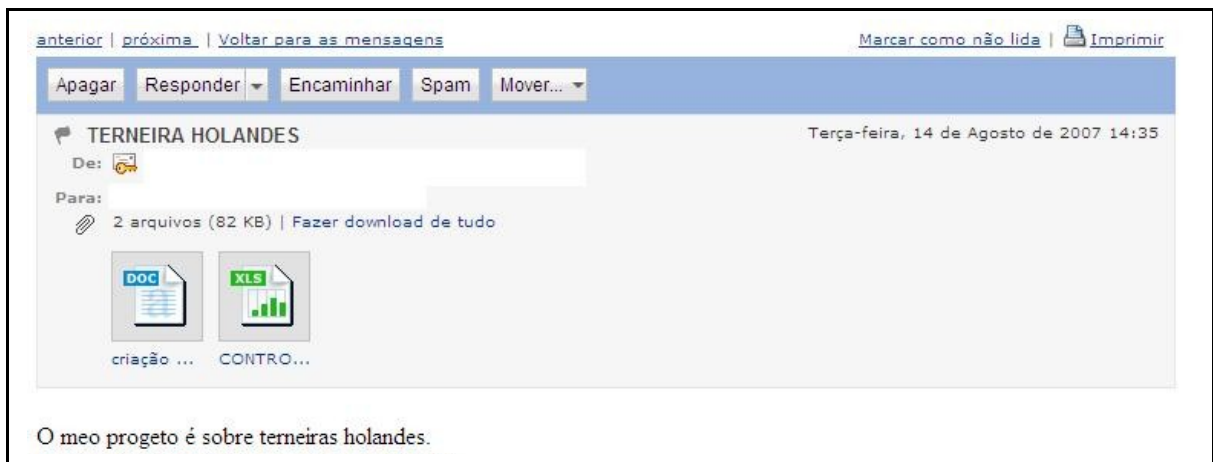 anterior | próxima | Voltar para as mensagens
Marcar como não lida | Imprimir
Apagar Responder Encaminhar Spam Mover...
TERNEIRA HOLANDES
Terça-feira, 14 de Agosto de 2007 14:35
De:
Para:
2 arquivos (82 KB) | Fazer download de tudo
DOC XLS
criação ... CONTRO...
O meo progeto é sobre terneiras holandes.